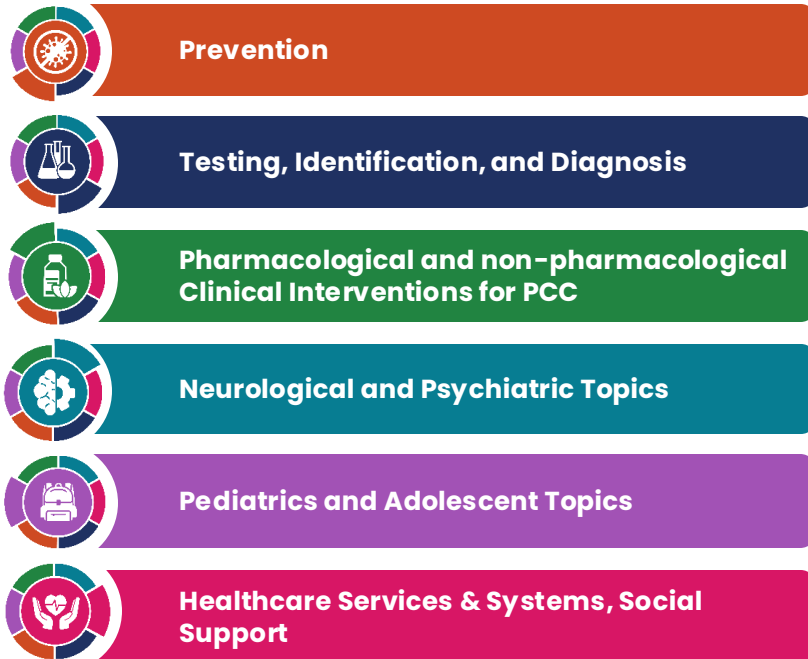 Prevention
Testing, Identification, and Diagnosis
Pharmacological and non-pharmacological
Clinical Interventions for PCC
Neurological and Psychiatric Topics
Pediatrics and Adolescent Topics
Healthcare Services & Systems, Social
Support